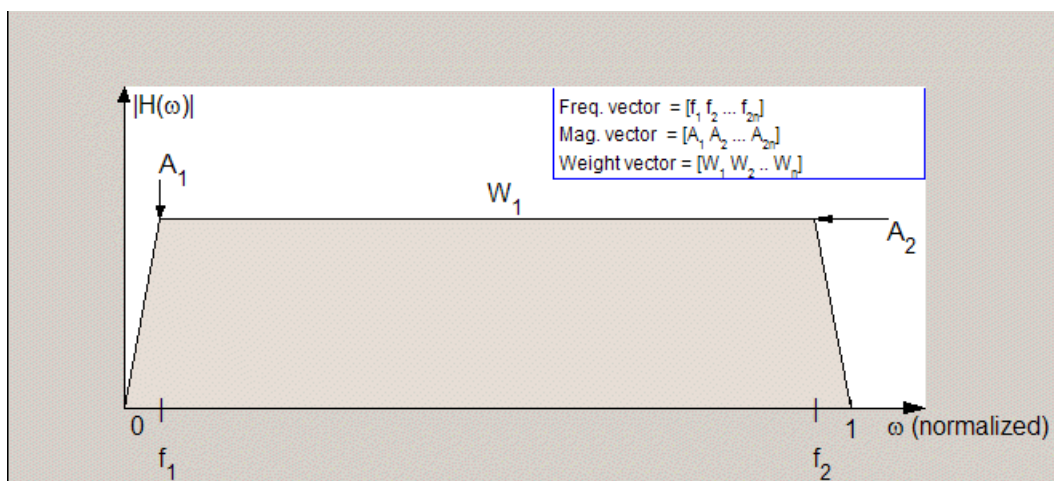 |H(ω)|
Freq. vector = [f₁ f₂ ... f₂ₙ]
Mag. vector = [A₁ A₂ ... A₂ₙ]
Weight vector = [W₁ W₂ .. Wₙ]
A₁
W₁
A₂
0
1
ω (normalized)
f₁
f₂